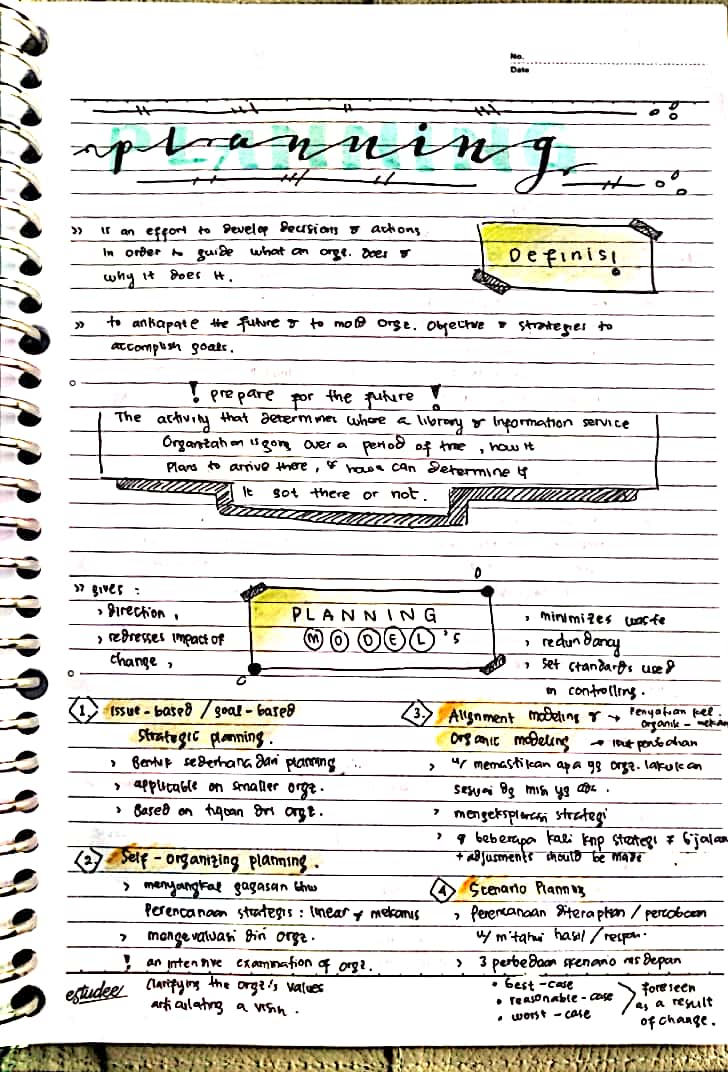 No.
Date
PLANNING
planning
>> is an effort to develop decisions & actions
in order to guide what an orgz. does &
why it does it.
Definisi
>> to antisipate the future & to mold orgz. objective & strategies to
accomplish goals.
! prepare for the future !
The activity that determines where a library & information service
Organization is going over a period of time, how it
Plans to arrive there, & how can determine if
it got there or not.
>> gives :
> direction,
> redresses impact of
change,
PLANNING
MODEL's
> minimizes waste
> redundancy
> set standards used
in controlling.
1. Issue-based / goal-based
strategic planning.
> Bentuk sederhana dari planning
> applicable on smaller orgz.
> Based on tujuan dri orgz.
2. Self-organizing planning.
> menyangkal gagasan bhw
Perencanaan strategis : linear & mekanis
> mengevaluasi diri orgz.
! an intensive examination of orgz.
Clarifying the orgz's values
articulating a vision.
estudee
3. Alignment modeling & → Penyatuan kel.
Organic modeling organik - mekan
→ perubahan
> u/ memastikan apa yg orgz. lakukan
sesuai dg misi yg ada.
> mengeksplorasi strategi
> beberapa kali knp strategi ≠ bjalan
+ adjusments should be made
4. Scenario Planning
> Perencanaan diterapkan / percobaan
u/ m'tahui hasil / respon.
> 3 perbedaan skenario ms depan
• best-case
• reasonable-case
• worst-case
foreseen
as a result
of change.